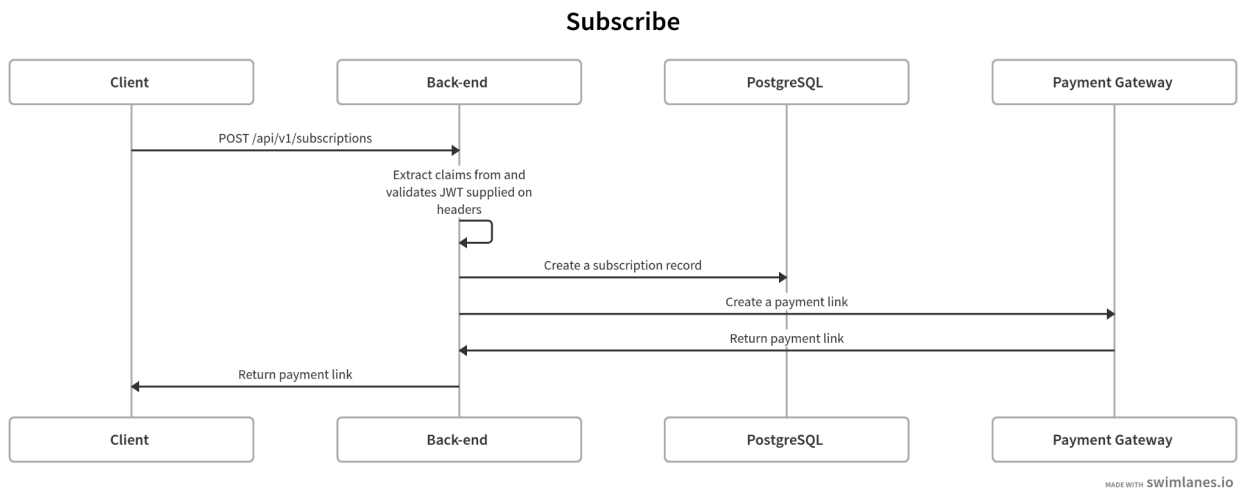 Subscribe
Client
Back-end
PostgreSQL
Payment Gateway
POST /api/v1/subscriptions
Extract claims from and
validates JWT supplied on
headers
Create a subscription record
Create a payment link
Return payment link
Return payment link
Client
Back-end
PostgreSQL
Payment Gateway
MADE WITH swimlanes.io